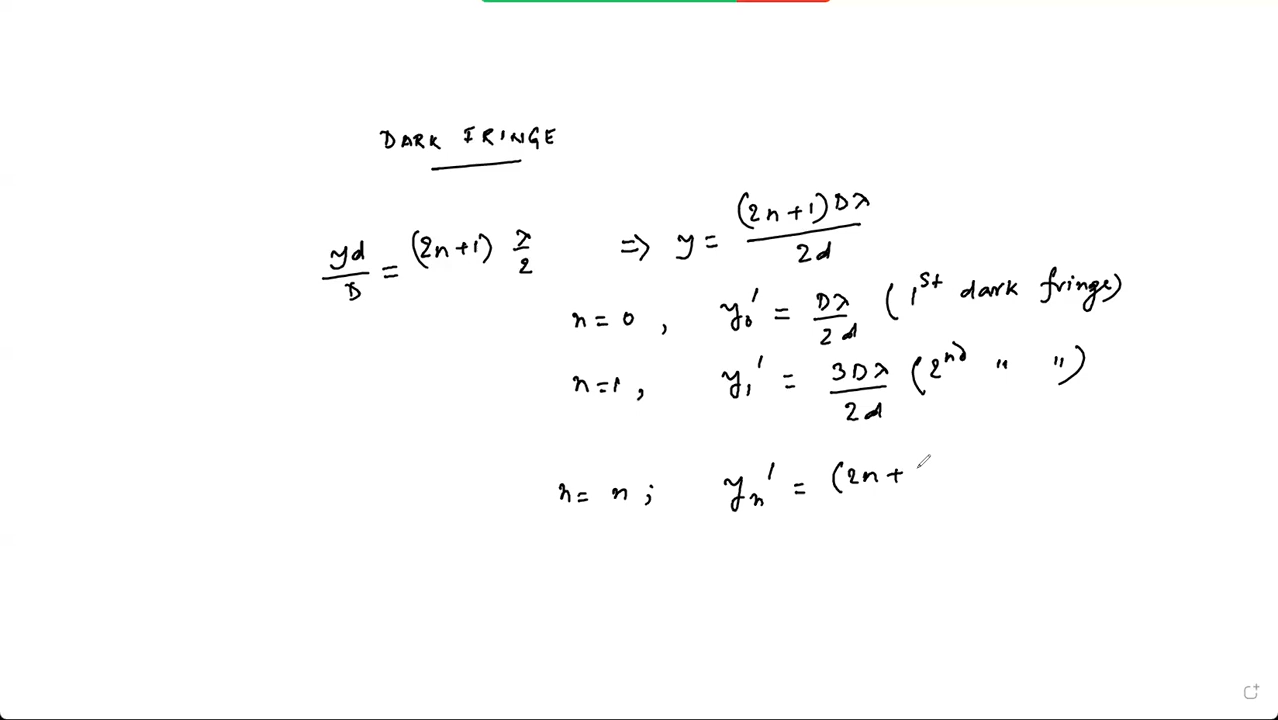 DARK FRINGE
yd/D = (2n+1) λ/2 => y = (2n+1)Dλ/2d
n=0, y₀' = Dλ/2d (1st dark fringe)
n=1, y₁' = 3Dλ/2d (2nd " ")
n= n; yₙ' = (2n+